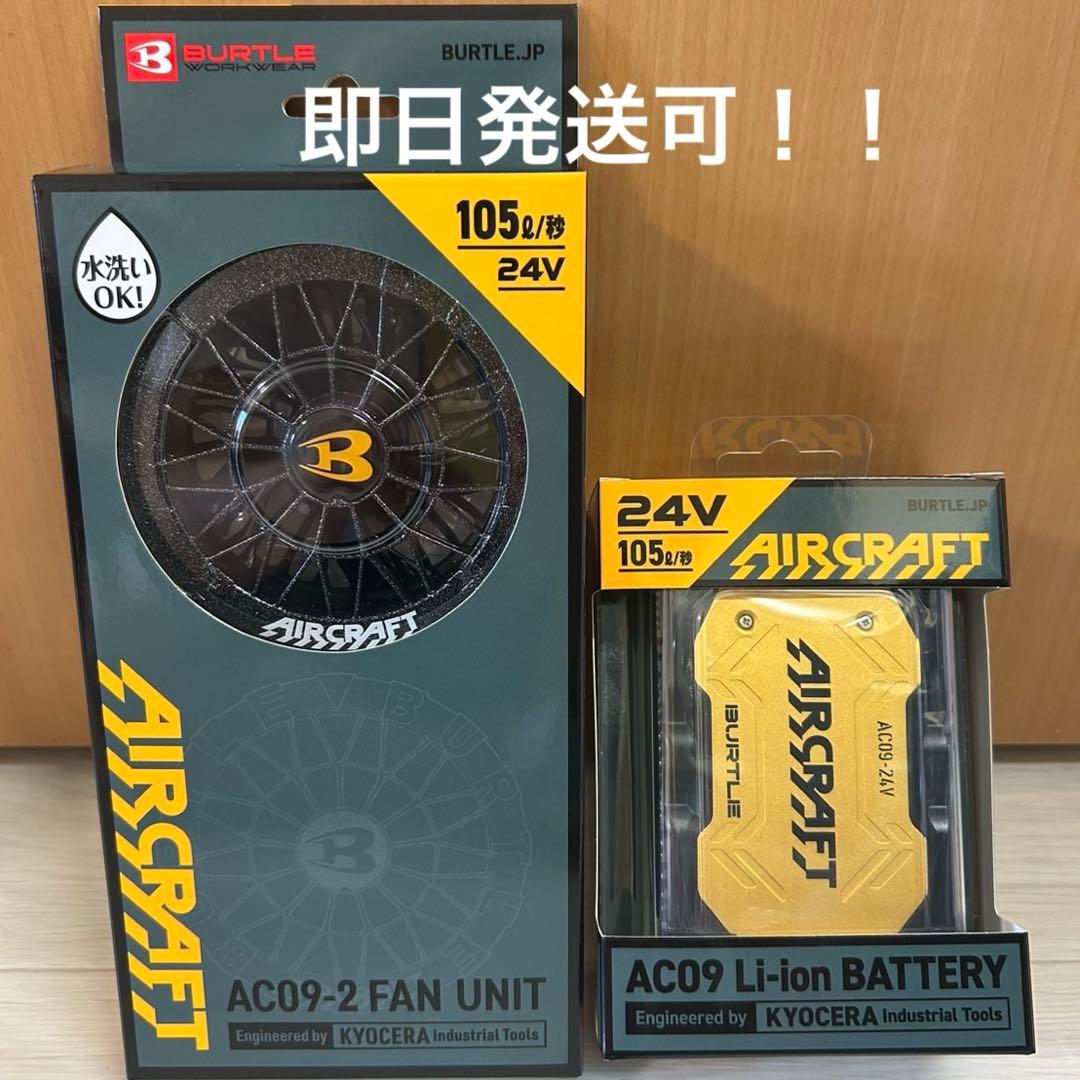 BURTLE
WORKWEAR
BURTLE.JP
即日発送可！！
105ℓ/秒
24V
水洗い
OK!
B
AIRCRAFT
AIRCRAFT
B
AC09-2 FAN UNIT
Engineered by KYOCERA Industrial Tools
24V
105ℓ/秒
BURTLE.JP
AIRCRAFT
AIRCRAFT
BURTLE
AC09-24V
AC09 Li-ion BATTERY
Engineered by KYOCERA Industrial Tools